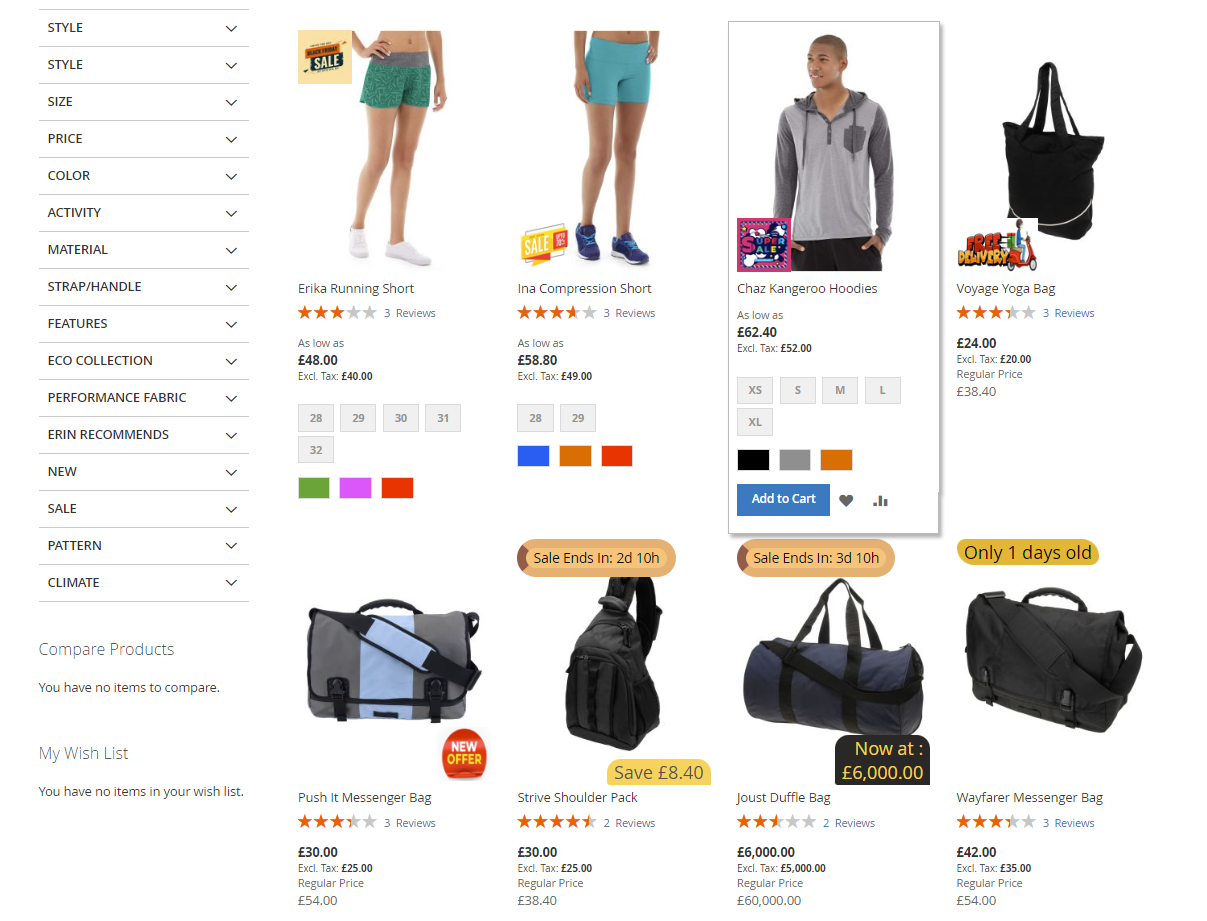 STYLE
STYLE
SIZE
PRICE
COLOR
ACTIVITY
MATERIAL
STRAP/HANDLE
FEATURES
ECO COLLECTION
PERFORMANCE FABRIC
ERIN RECOMMENDS
NEW
SALE
PATTERN
CLIMATE
Compare Products
You have no items to compare.
My Wish List
You have no items in your wish list.
BLACK FRIDAY
SALE
Erika Running Short
3 Reviews
As low as
£48.00
Excl. Tax: £40.00
28 29 30 31
32
SALE UP TO 70%
Ina Compression Short
3 Reviews
As low as
£58.80
Excl. Tax: £49.00
28 29
SUPER
SALE
Chaz Kangeroo Hoodies
As low as
£62.40
Excl. Tax: £52.00
XS S M L
XL
Add to Cart
FREE
DELIVERY
Voyage Yoga Bag
3 Reviews
£24.00
Excl. Tax: £20.00
Regular Price
£38.40
NEW
OFFER
Push It Messenger Bag
3 Reviews
£30.00
Excl. Tax: £25.00
Regular Price
£54.00
Sale Ends In: 2d 10h
Save £8.40
Strive Shoulder Pack
2 Reviews
£30.00
Excl. Tax: £25.00
Regular Price
£38.40
Sale Ends In: 3d 10h
Now at :
£6,000.00
Joust Duffle Bag
2 Reviews
£6,000.00
Excl. Tax: £5,000.00
Regular Price
£60,000.00
Only 1 days old
Wayfarer Messenger Bag
3 Reviews
£42.00
Excl. Tax: £35.00
Regular Price
£54.00